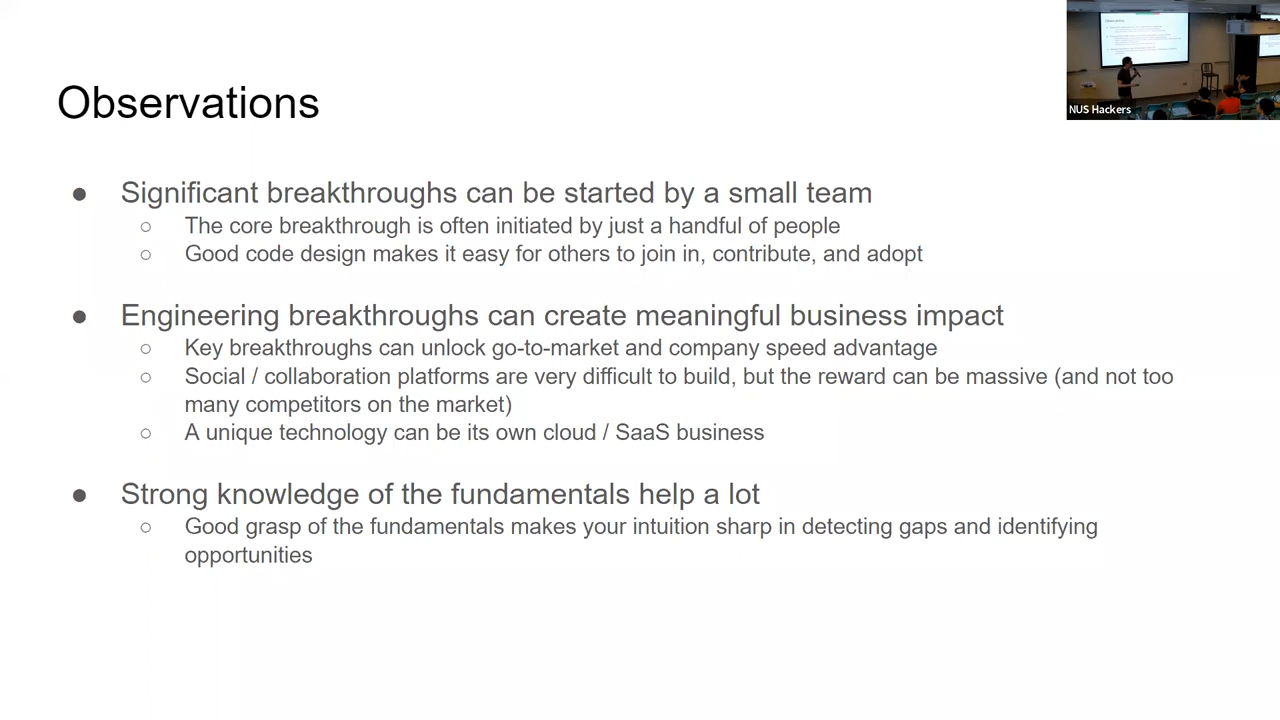 Observations
NUS Hackers
● Significant breakthroughs can be started by a small team
○ The core breakthrough is often initiated by just a handful of people
○ Good code design makes it easy for others to join in, contribute, and adopt
● Engineering breakthroughs can create meaningful business impact
○ Key breakthroughs can unlock go-to-market and company speed advantage
○ Social / collaboration platforms are very difficult to build, but the reward can be massive (and not too
many competitors on the market)
○ A unique technology can be its own cloud / SaaS business
● Strong knowledge of the fundamentals help a lot
○ Good grasp of the fundamentals makes your intuition sharp in detecting gaps and identifying
opportunities